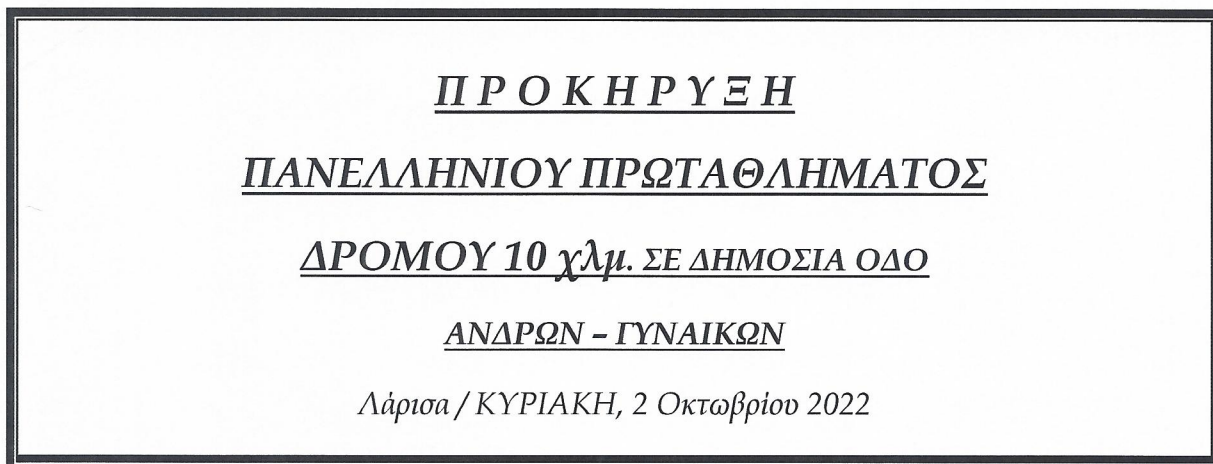 Π Ρ Ο Κ Η Ρ Υ Ξ Η
ΠΑΝΕΛΛΗΝΙΟΥ ΠΡΩΤΑΘΛΗΜΑΤΟΣ
ΔΡΟΜΟΥ 10 χλμ. ΣΕ ΔΗΜΟΣΙΑ ΟΔΟ
ΑΝΔΡΩΝ – ΓΥΝΑΙΚΩΝ
Λάρισα / ΚΥΡΙΑΚΗ, 2 Οκτωβρίου 2022